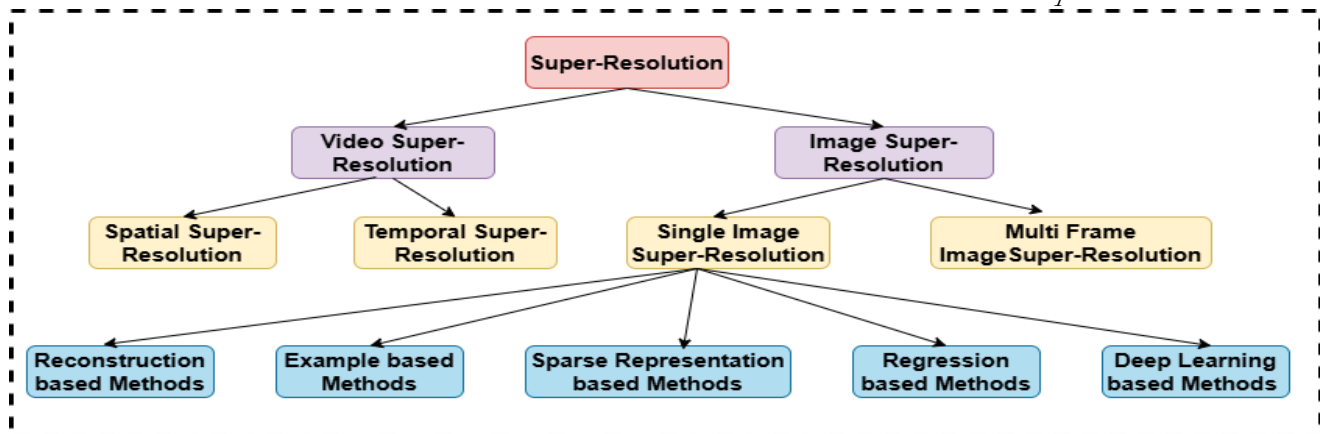 Super-Resolution
Video Super-
Resolution
Image Super-
Resolution
Spatial Super-
Resolution
Temporal Super-
Resolution
Single Image
Super-Resolution
Multi Frame
ImageSuper-Resolution
Reconstruction
based Methods
Example based
Methods
Sparse Representation
based Methods
Regression
based Methods
Deep Learning
based Methods